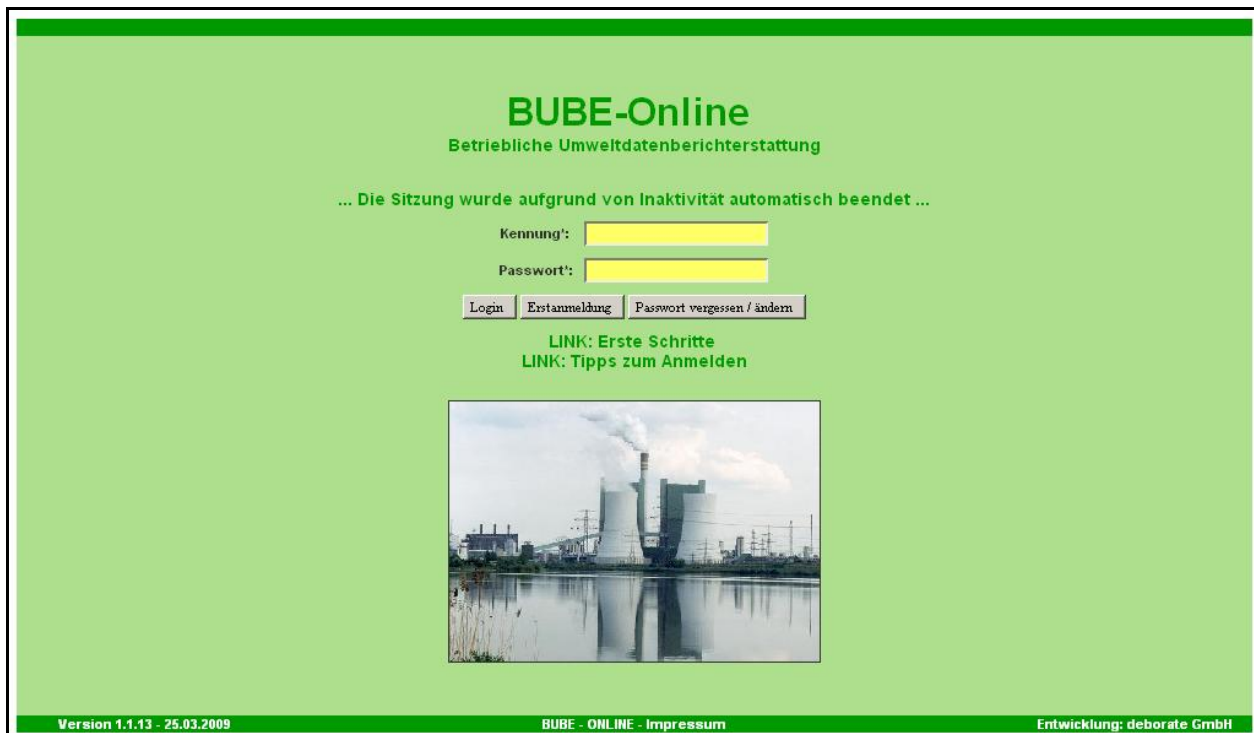 BUBE-Online
Betriebliche Umweltdatenberichterstattung
... Die Sitzung wurde aufgrund von Inaktivität automatisch beendet ...
Kennung*:
Passwort*:
Login Erstanmeldung Passwort vergessen / ändern
LINK: Erste Schritte
LINK: Tipps zum Anmelden
Version 1.1.13 - 25.03.2009 BUBE - ONLINE - Impressum Entwicklung: deborate GmbH